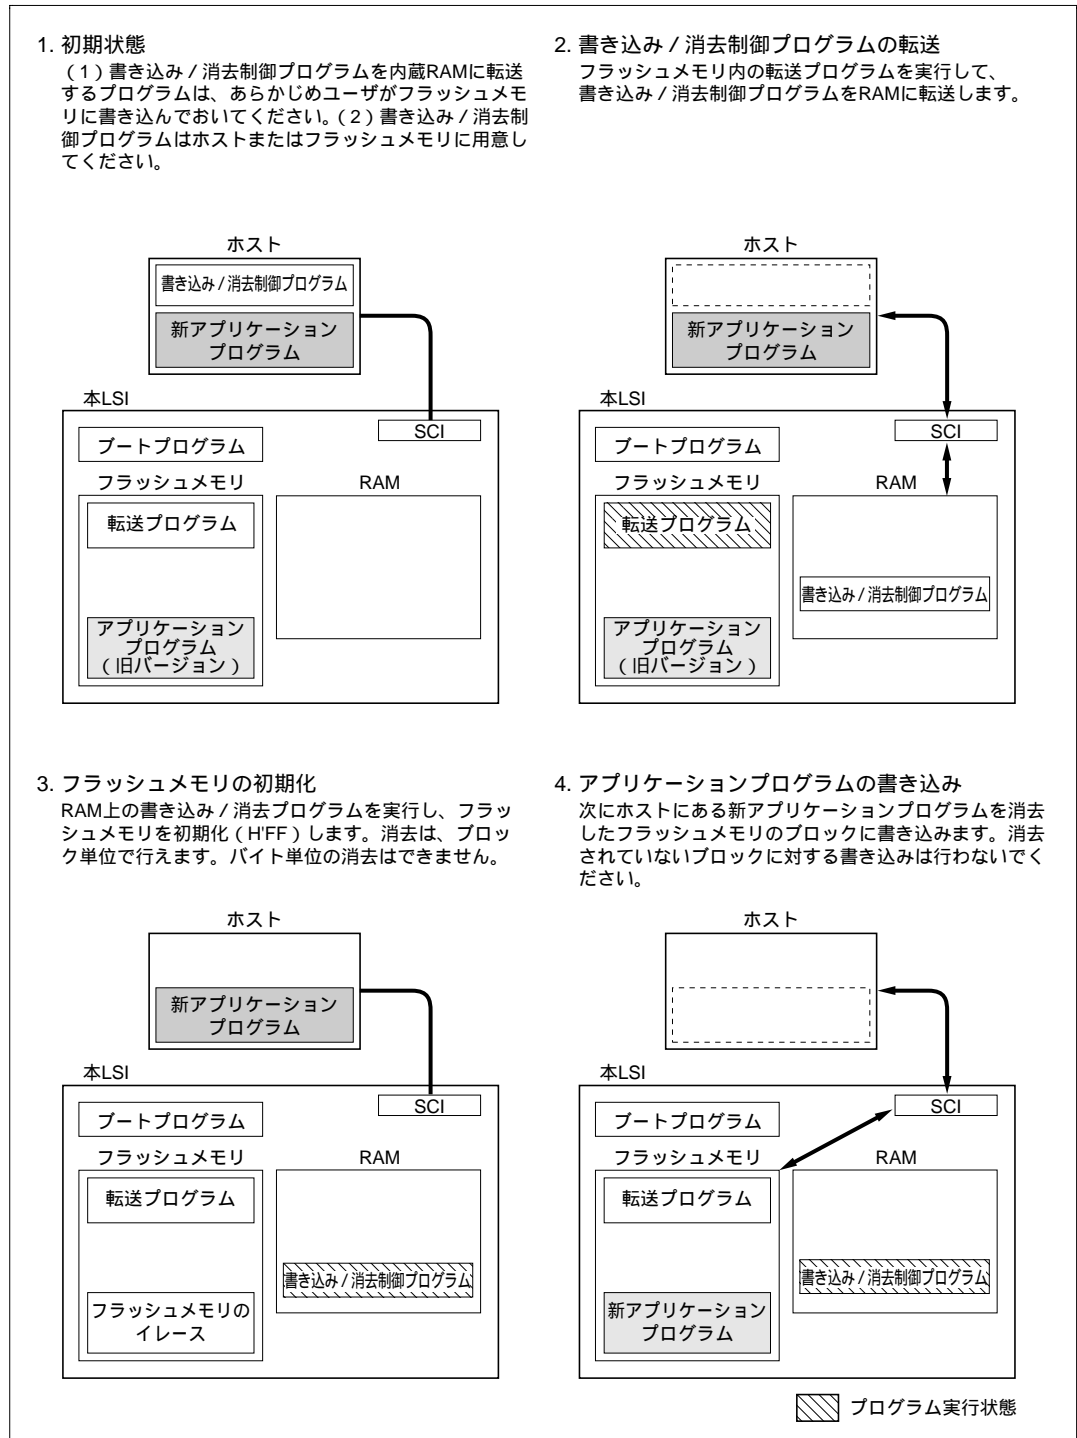 1. 初期状態
（1）書き込み / 消去制御プログラムを内蔵RAMに転送
するプログラムは、あらかじめユーザがフラッシュメモ
リに書き込んでおいてください。（2）書き込み / 消去制
御プログラムはホストまたはフラッシュメモリに用意し
てください。
ホスト
書き込み / 消去制御プログラム
新アプリケーション
プログラム
本LSI
SCI
ブートプログラム
フラッシュメモリ
RAM
転送プログラム
アプリケーション
プログラム
（旧バージョン）
2. 書き込み / 消去制御プログラムの転送
フラッシュメモリ内の転送プログラムを実行して、
書き込み / 消去制御プログラムをRAMに転送します。
ホスト
新アプリケーション
プログラム
本LSI
SCI
ブートプログラム
フラッシュメモリ
RAM
転送プログラム
書き込み / 消去制御プログラム
アプリケーション
プログラム
（旧バージョン）
3. フラッシュメモリの初期化
RAM上の書き込み / 消去プログラムを実行し、フラッ
シュメモリを初期化（H'FF）します。消去は、ブロッ
ク単位で行えます。バイト単位の消去はできません。
ホスト
新アプリケーション
プログラム
本LSI
SCI
ブートプログラム
フラッシュメモリ
RAM
転送プログラム
書き込み / 消去制御プログラム
フラッシュメモリの
イレース
4. アプリケーションプログラムの書き込み
次にホストにある新アプリケーションプログラムを消去
したフラッシュメモリのブロックに書き込みます。消去
されていないブロックに対する書き込みは行わないでく
ださい。
ホスト
本LSI
SCI
ブートプログラム
フラッシュメモリ
RAM
転送プログラム
書き込み / 消去制御プログラム
新アプリケーション
プログラム
プログラム実行状態